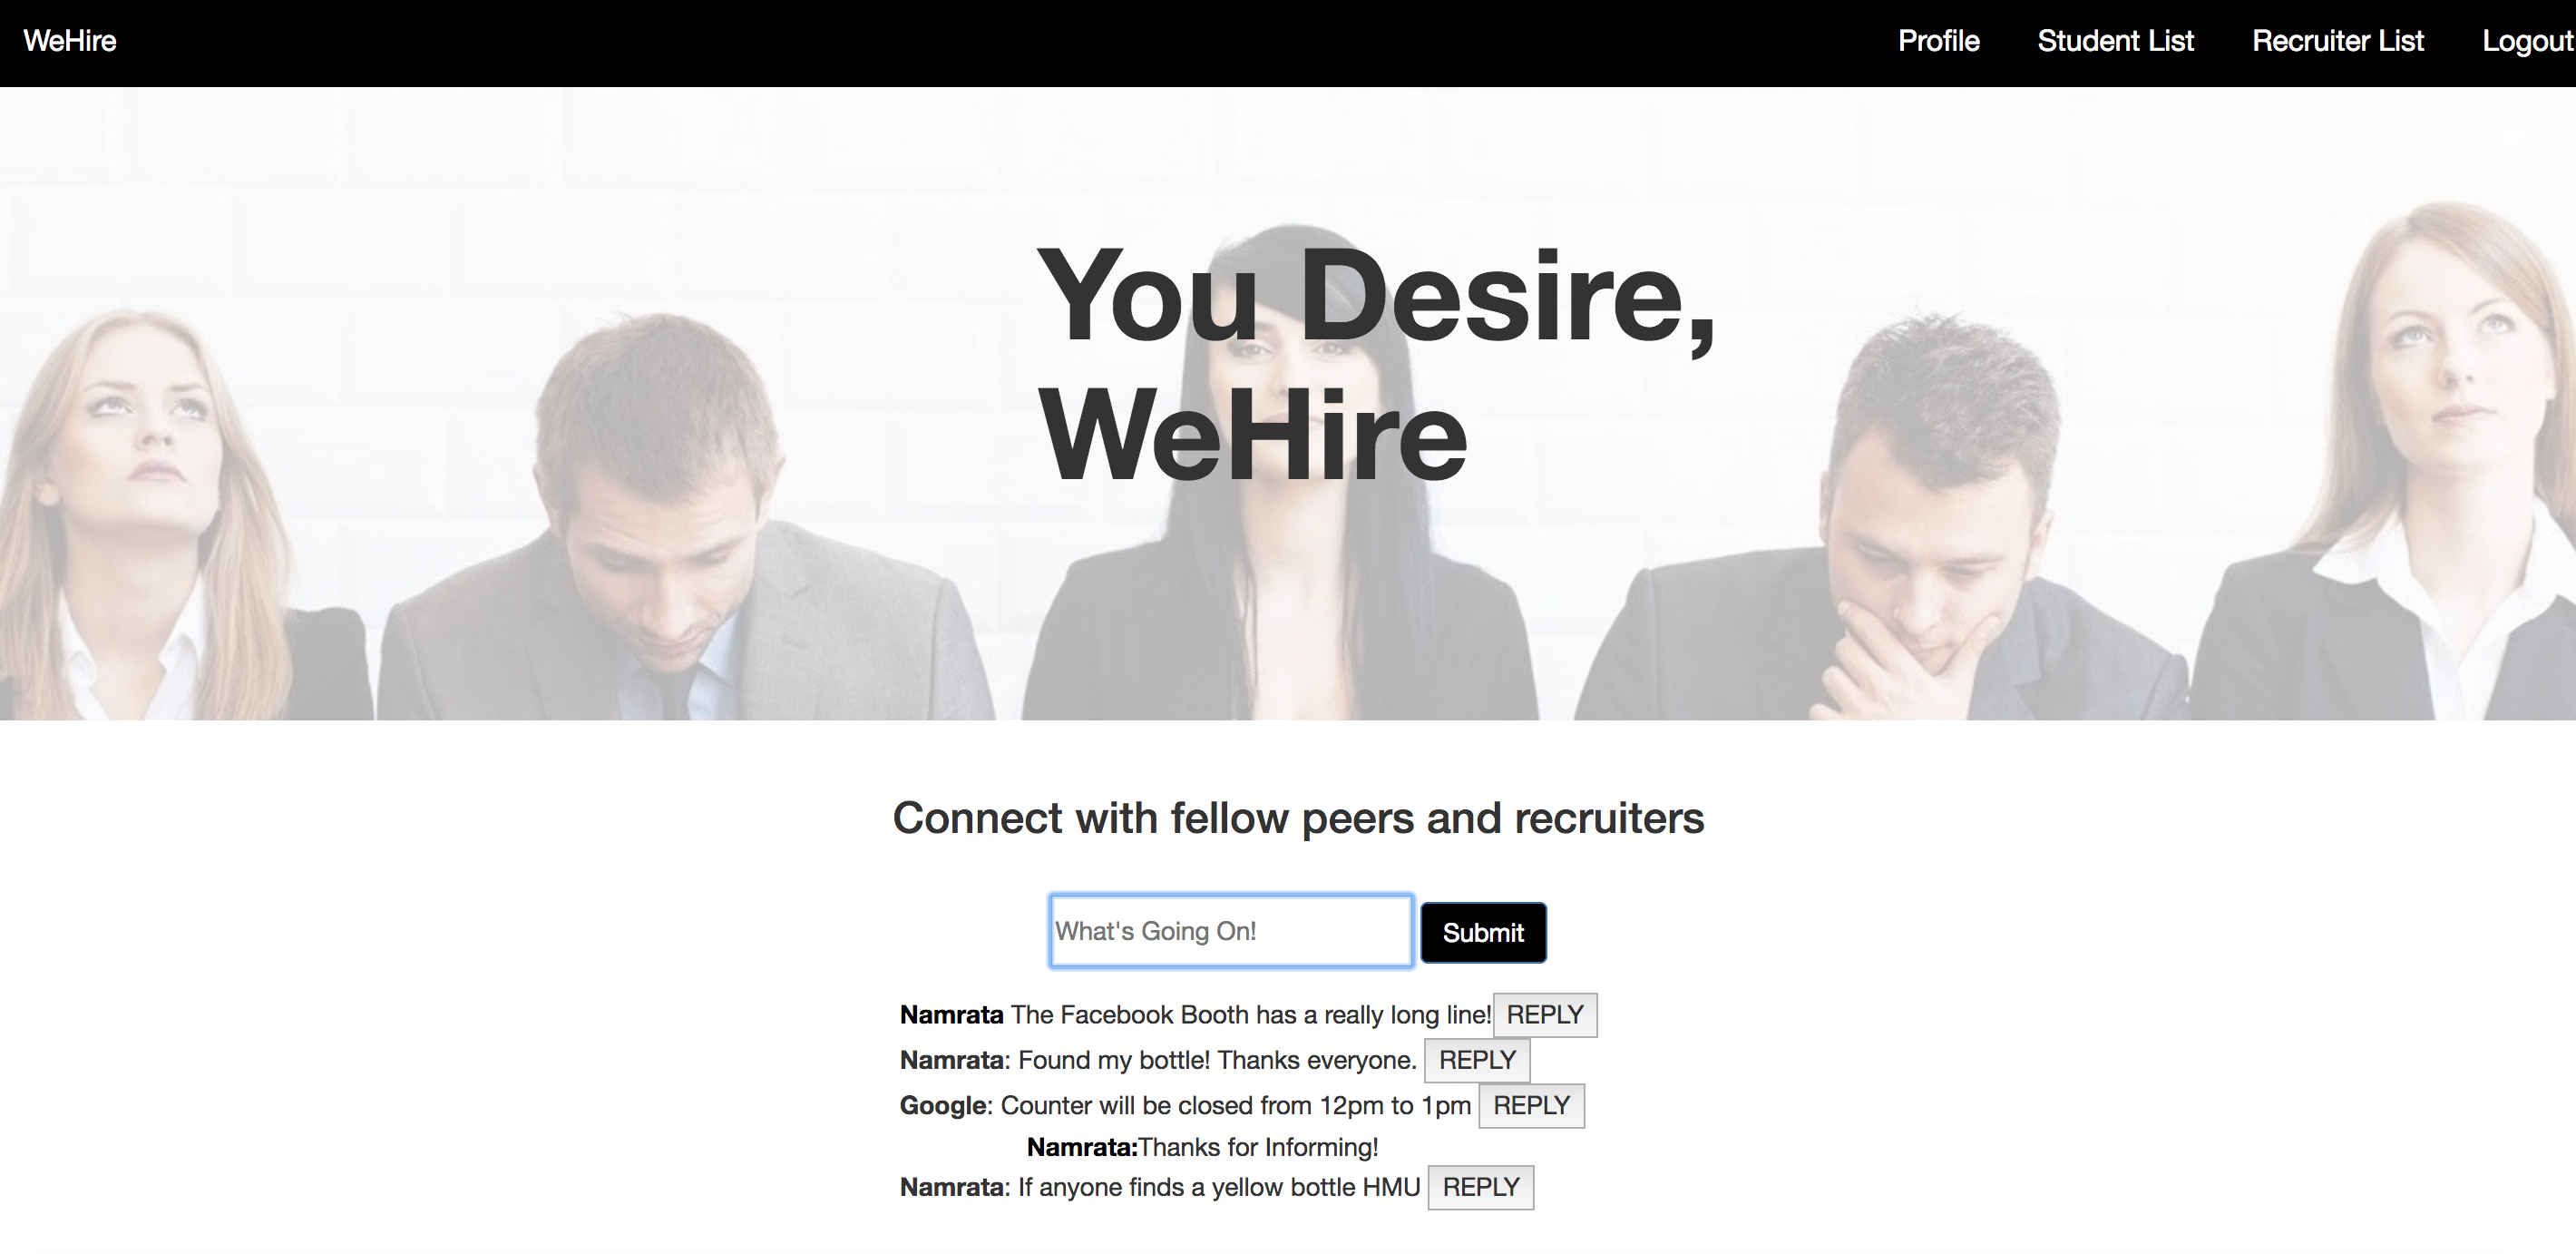 WeHire Profile Student List Recruiter List Logout
You Desire,
WeHire
Connect with fellow peers and recruiters
What's Going On! Submit
Namrata The Facebook Booth has a really long line! REPLY
Namrata: Found my bottle! Thanks everyone. REPLY
Google: Counter will be closed from 12pm to 1pm REPLY
Namrata:Thanks for Informing!
Namrata: If anyone finds a yellow bottle HMU REPLY